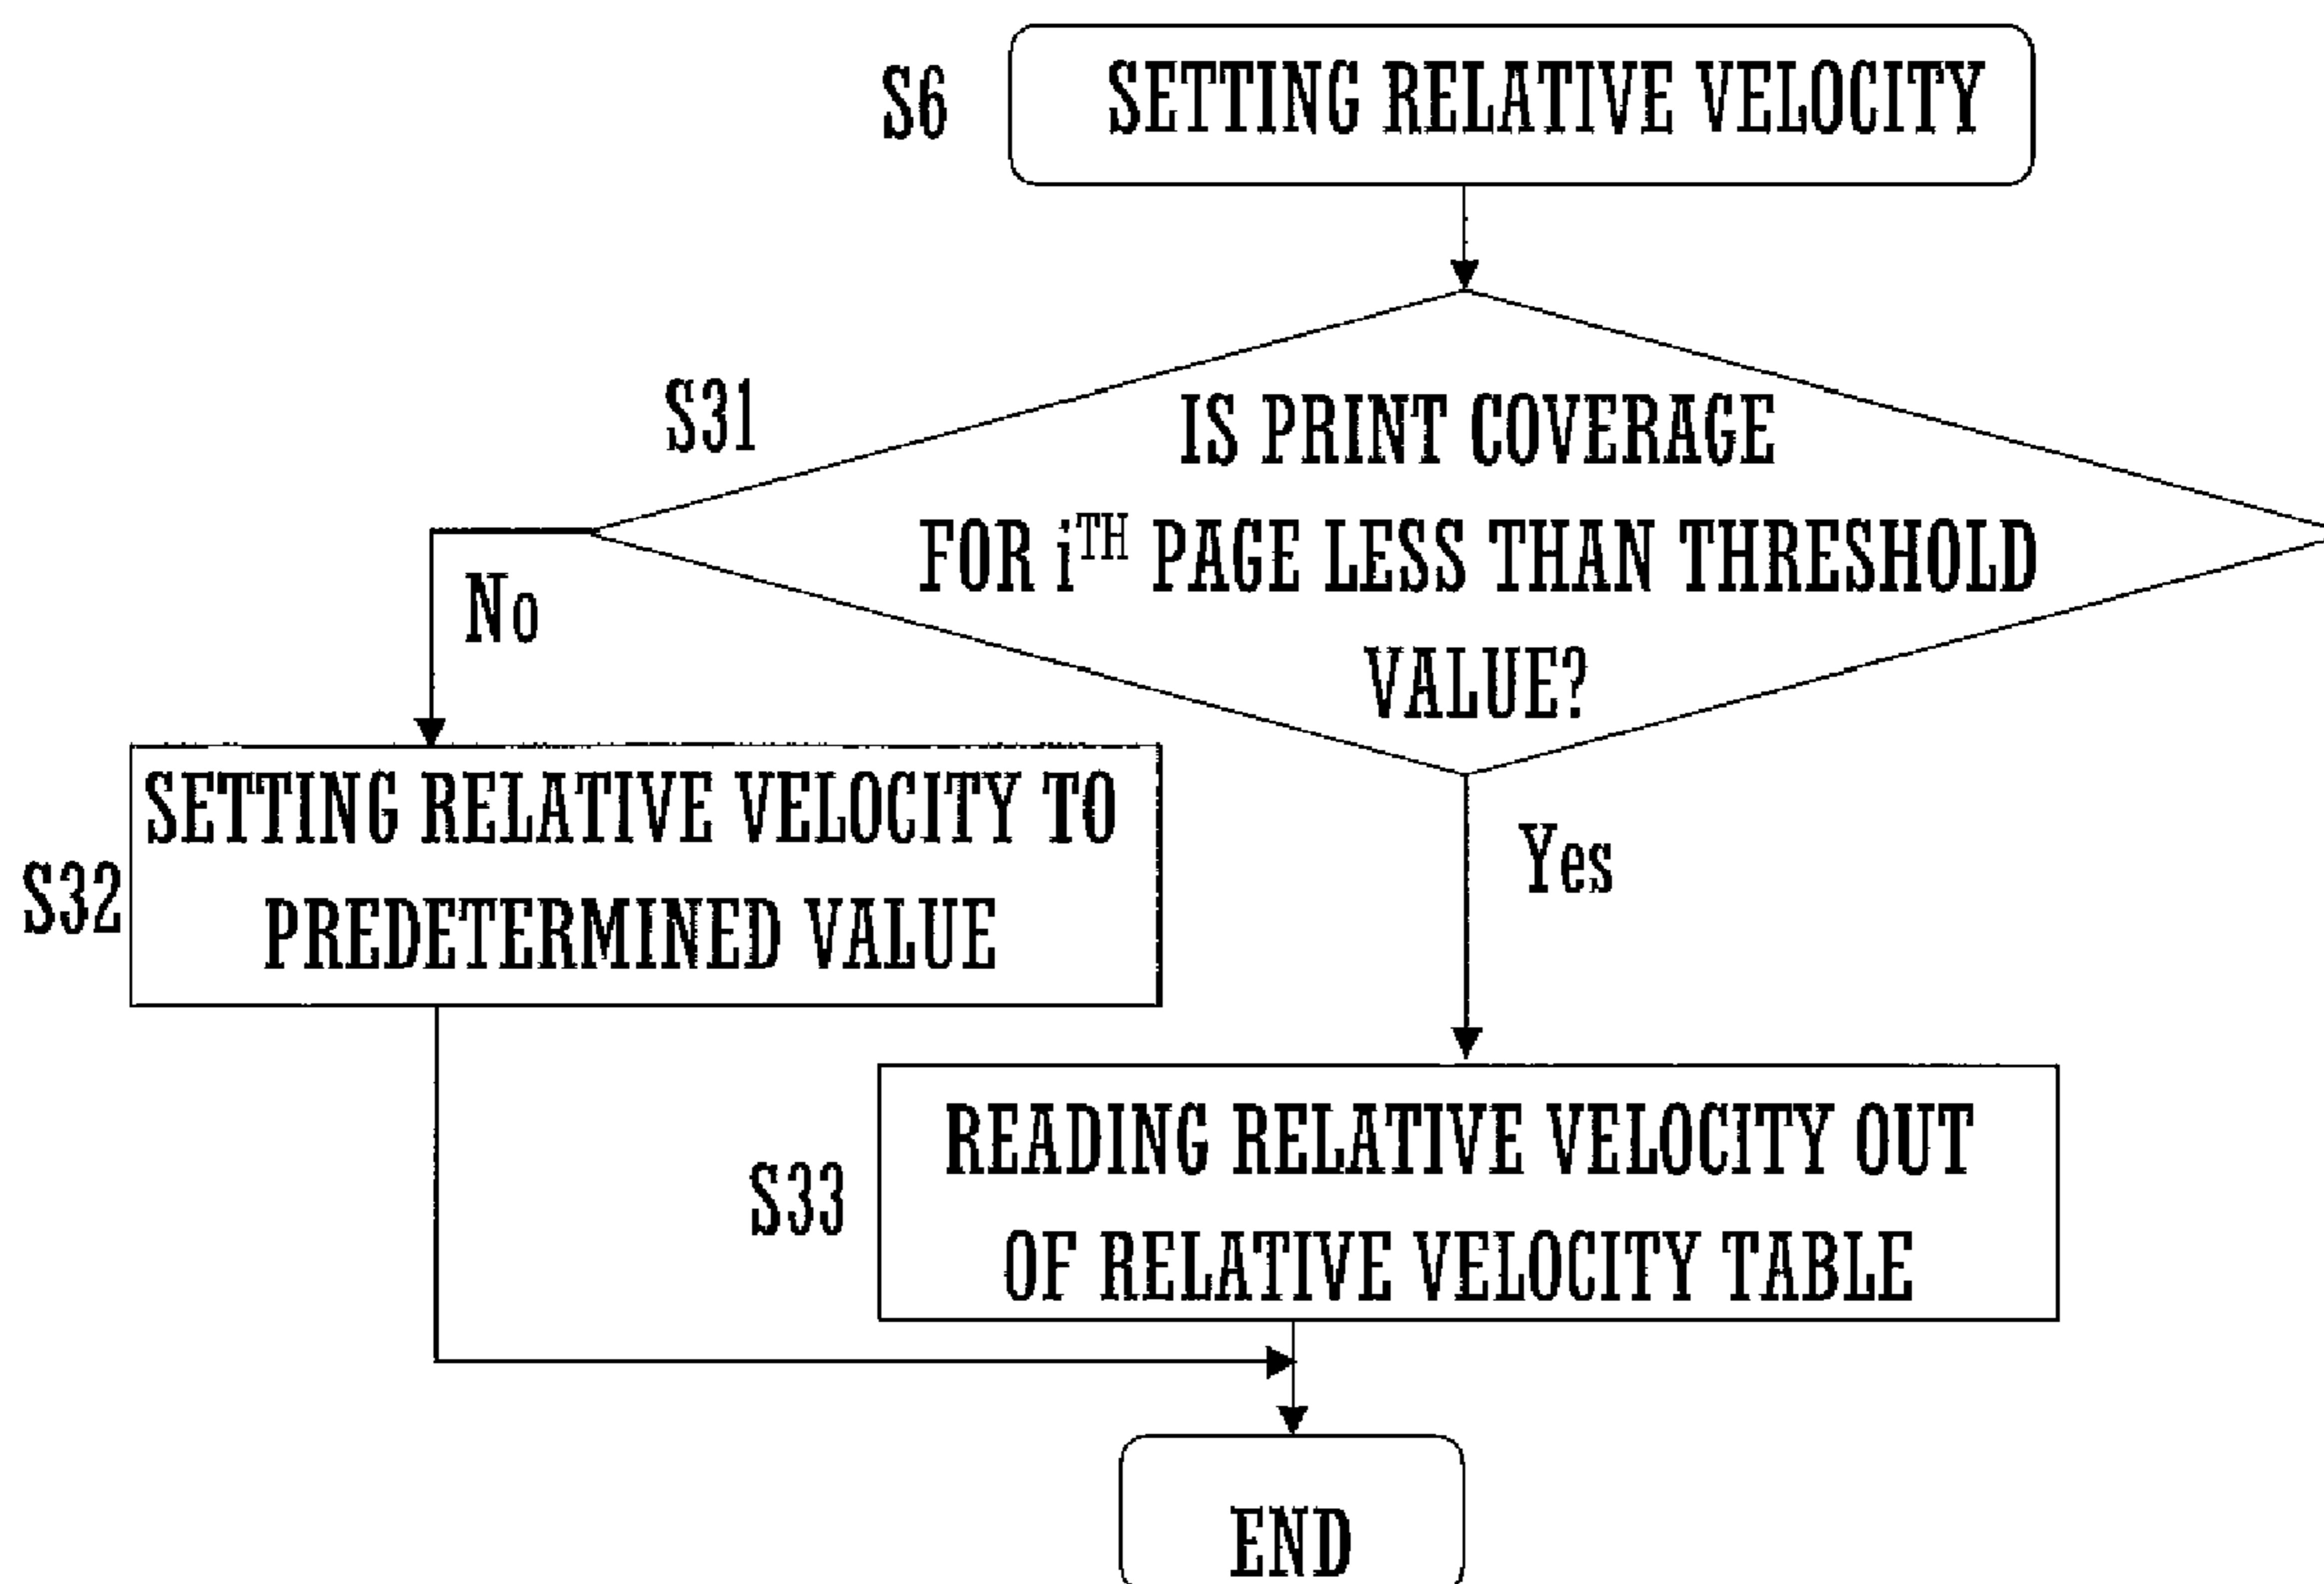 S6
SETTING RELATIVE VELOCITY
S31
IS PRINT COVERAGE
FOR iTH PAGE LESS THAN THRESHOLD
VALUE?
No
Yes
S32
SETTING RELATIVE VELOCITY TO
PREDETERMINED VALUE
S33
READING RELATIVE VELOCITY OUT
OF RELATIVE VELOCITY TABLE
END